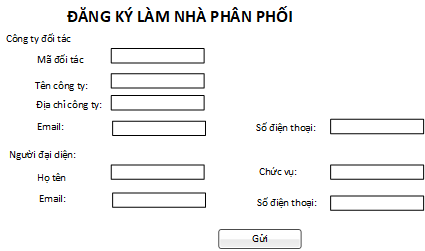 ĐĂNG KÝ LÀM NHÀ PHÂN PHỐI
Công ty đối tác
Mã đối tác
Tên công ty:
Địa chỉ công ty:
Email: Số điện thoại:
Người đại diện:
Họ tên Chức vụ:
Email: Số điện thoại:
Gửi